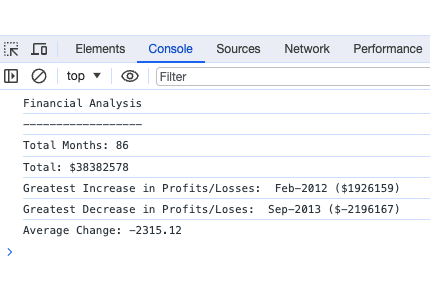 Elements Console Sources Network Performance
top Filter
Financial Analysis
------------------
Total Months: 86
Total: $38382578
Greatest Increase in Profits/Losses:  Feb-2012 ($1926159)
Greatest Decrease in Profits/Loses:  Sep-2013 ($-2196167)
Average Change: -2315.12